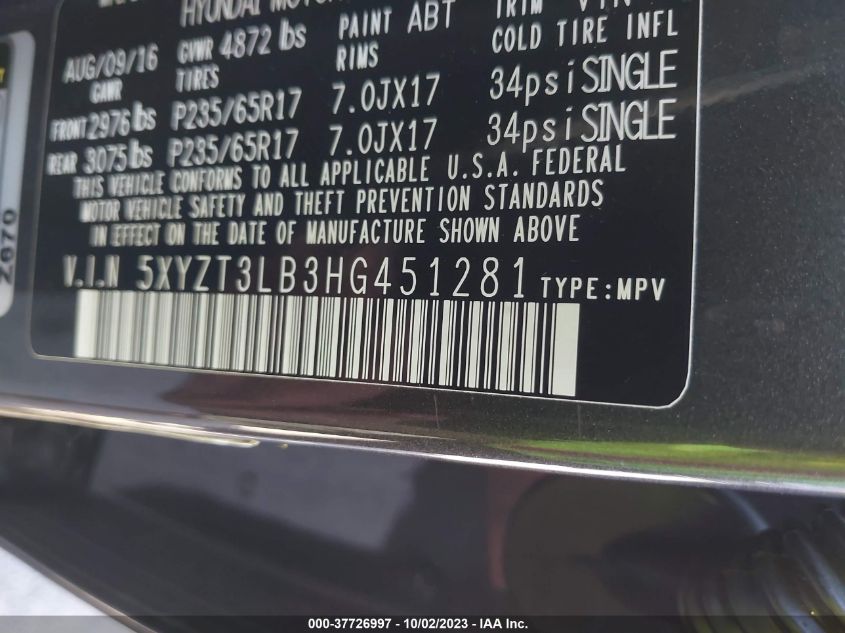 HYUNDAI MOTOR
AUG/09/16 GVWR 4872 lbs PAINT ABT TRIM
GAWR TIRES RIMS COLD TIRE INFL
FRONT 2976 lbs P235/65R17 7.0JX17 34psi SINGLE
REAR 3075 lbs P235/65R17 7.0JX17 34psi SINGLE
THIS VEHICLE CONFORMS TO ALL APPLICABLE U.S.A. FEDERAL
MOTOR VEHICLE SAFETY AND THEFT PREVENTION STANDARDS
IN EFFECT ON THE DATE OF MANUFACTURE SHOWN ABOVE
V.I.N 5XYZT3LB3HG451281 TYPE:MPV
000-37726997 - 10/02/2023 - IAA Inc.